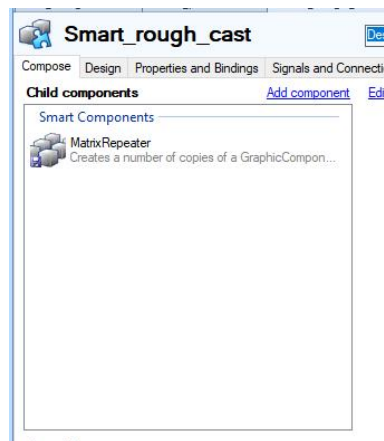 Smart_rough_cast
Compose Design Properties and Bindings Signals and
Child components Add component
Smart Components
MatrixRepeater
Creates a number of copies of a GraphicCompon...